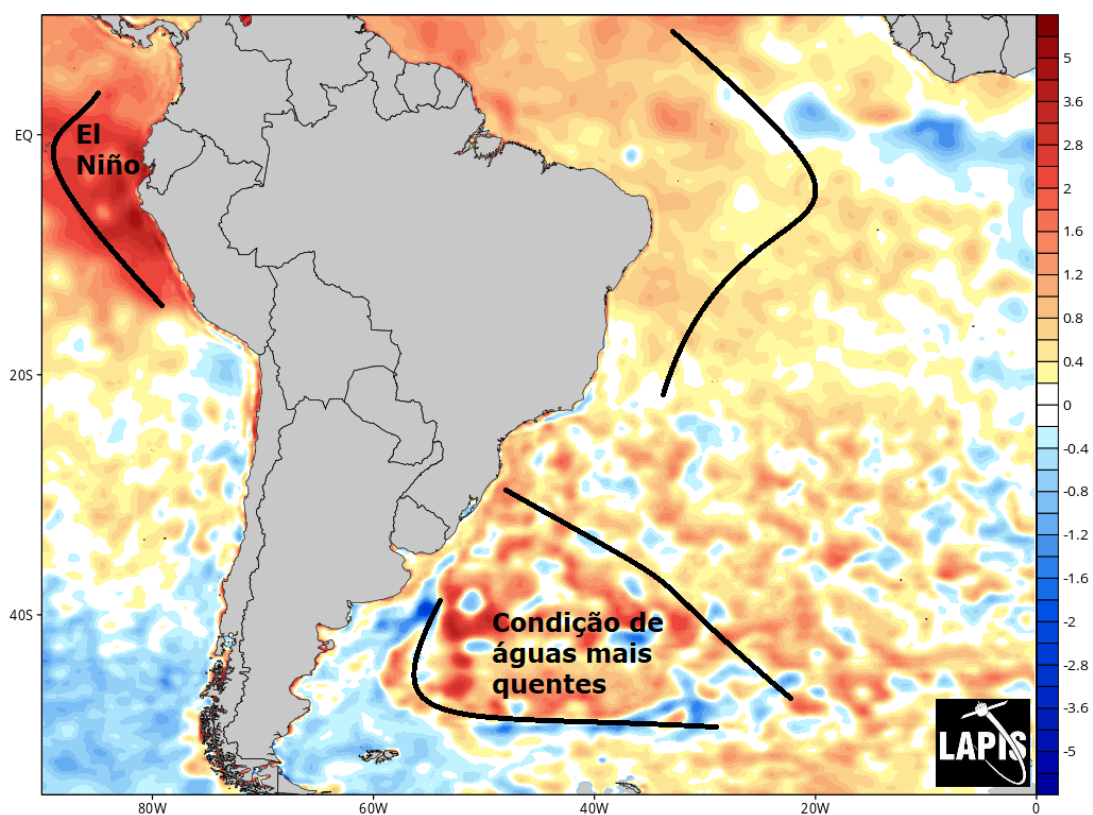 El
Niño
Condição de
águas mais
quentes
LAPIS
EQ
20S
40S
80W
60W
40W
20W
0
5
3.6
2.8
2
1.6
1.2
0.8
0.4
0
-0.4
-0.8
-1.2
-1.6
-2
-2.8
-3.6
-5